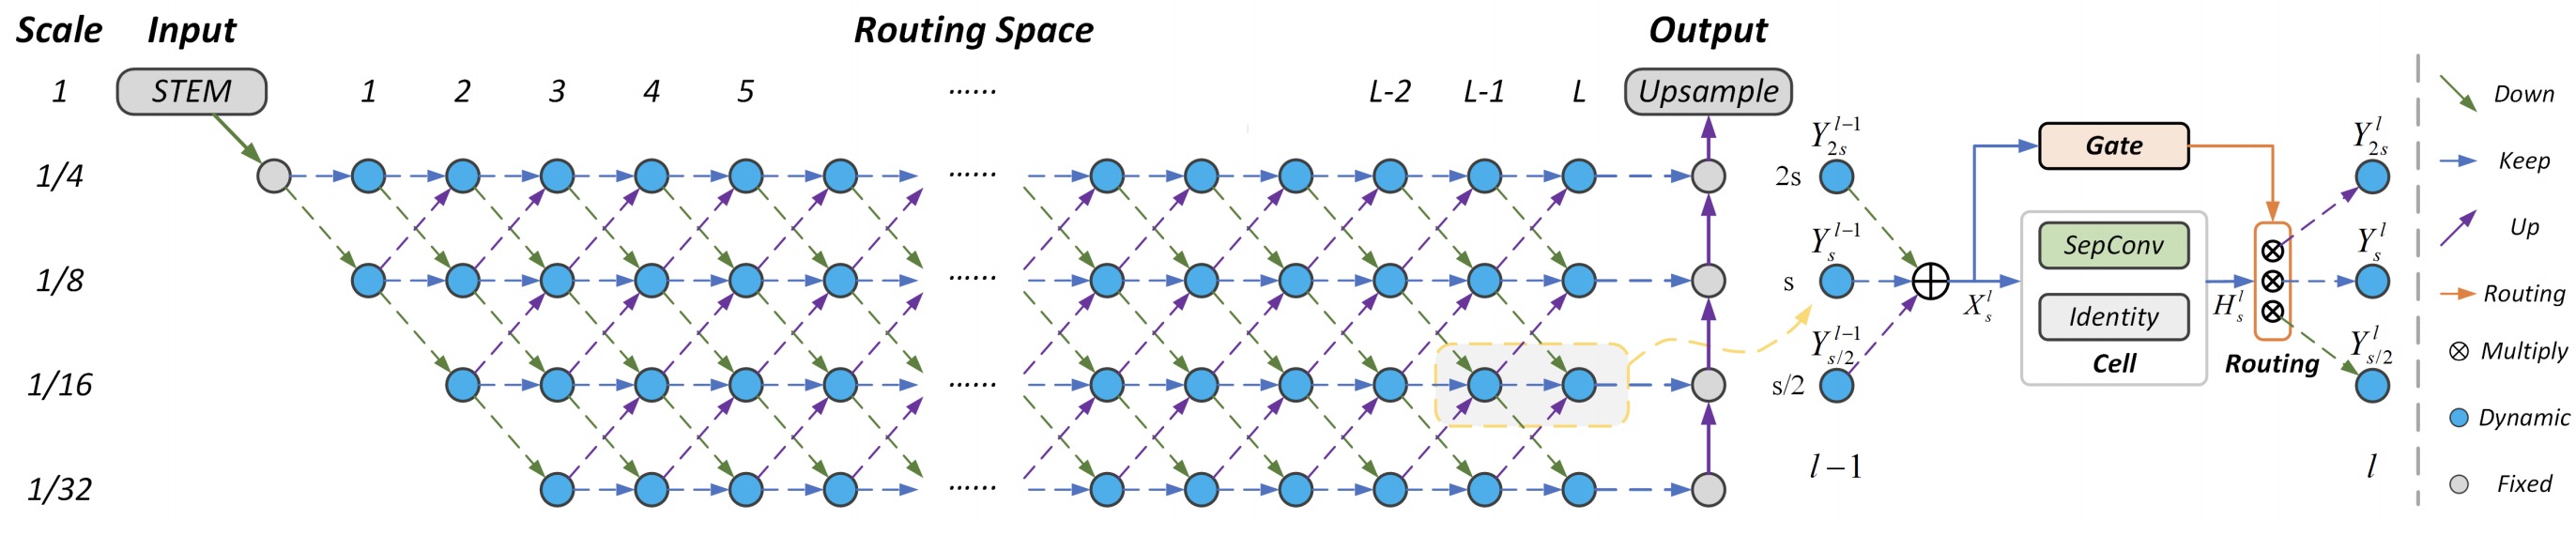 Scale Input Routing Space Output
1 STEM 1 2 3 4 5 ...... L-2 L-1 L Upsample
1/4 ......
1/8 ......
1/16 ......
1/32 ......
Y_{2s}^{l-1}
2s
Y_s^{l-1}
s
Y_{s/2}^{l-1}
s/2
l-1
X_s^l
Gate
SepConv
Identity
Cell
H_s^l
Routing
Y_{2s}^l
Y_s^l
Y_{s/2}^l
l
Down
Keep
Up
Routing
Multiply
Dynamic
Fixed